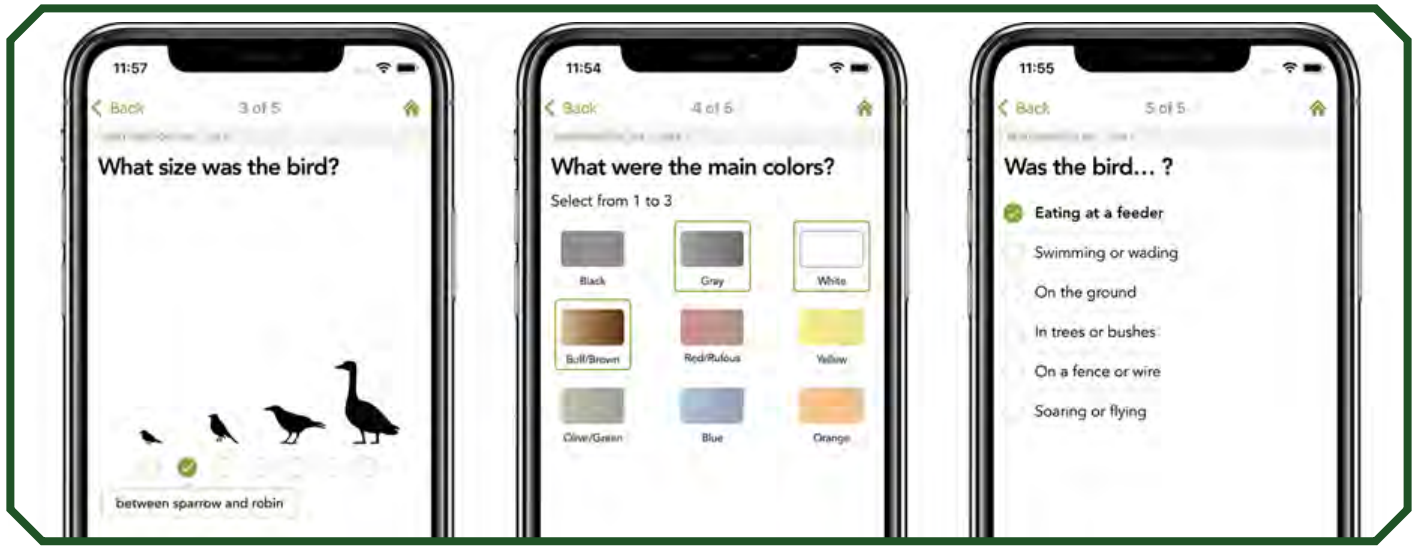 11:57
Back
3 of 5
What size was the bird?
between sparrow and robin
11:54
Back
4 of 5
What were the main colors?
Select from 1 to 3
Black
Gray
White
Buff/Brown
Red/Rufous
Yellow
Olive/Green
Blue
Orange
11:55
Back
5 of 5
Was the bird... ?
Eating at a feeder
Swimming or wading
On the ground
In trees or bushes
On a fence or wire
Soaring or flying